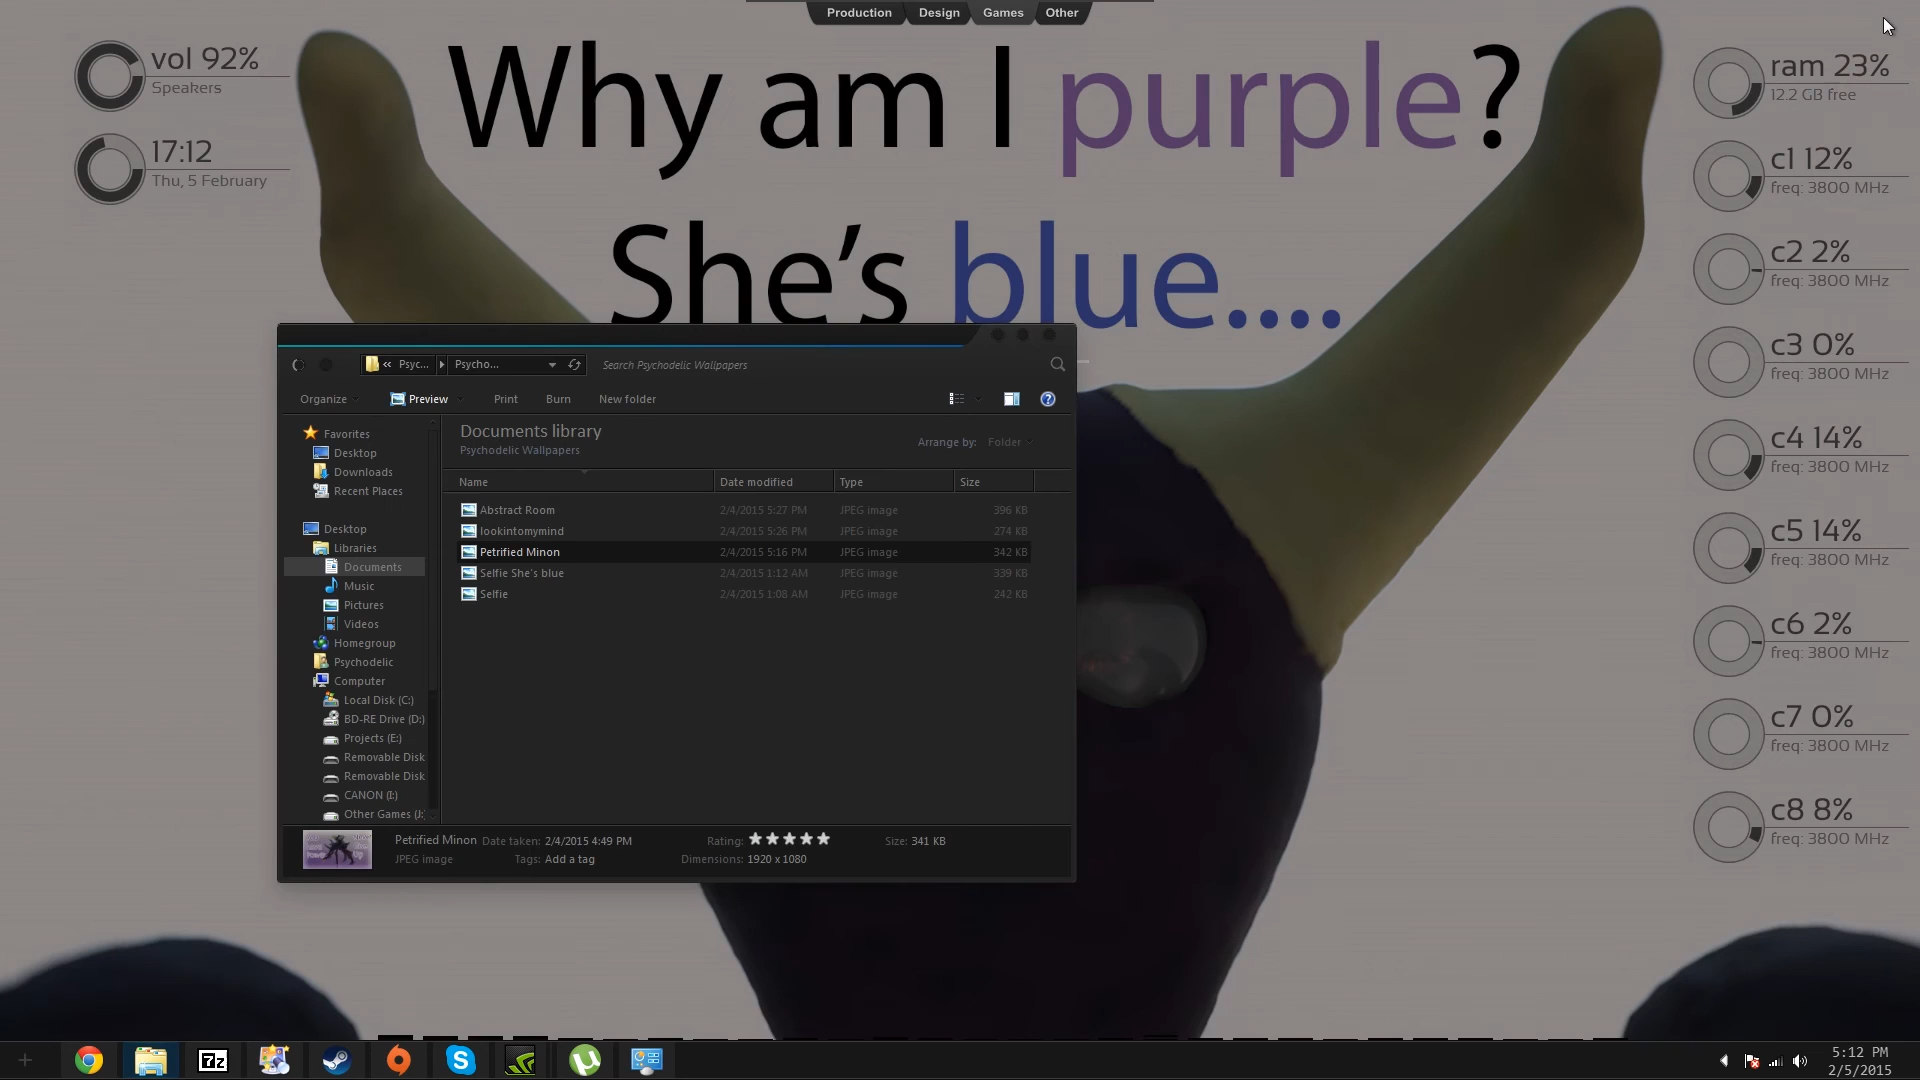 Production
Design
Games
Other
vol 92%
Speakers
17:12
Thu, 5 February
Why am I purple?
She's blue....
ram 23%
12.2 GB free
c1 12%
freq: 3800 MHz
c2 2%
freq: 3800 MHz
c3 0%
freq: 3800 MHz
c4 14%
freq: 3800 MHz
c5 14%
freq: 3800 MHz
c6 2%
freq: 3800 MHz
c7 0%
freq: 3800 MHz
c8 8%
freq: 3800 MHz
« Psyc... Psycho...
Search Psychodelic Wallpapers
Organize Preview Print Burn New folder
Favorites
Desktop
Downloads
Recent Places
Desktop
Libraries
Documents
Music
Pictures
Videos
Homegroup
Psychodelic
Computer
Local Disk (C:)
BD-RE Drive (D:)
Projects (E:)
Removable Disk
Removable Disk
CANON (I:)
Other Games (J:
Documents library
Psychodelic Wallpapers
Arrange by: Folder
Name Date modified Type Size
Abstract Room 2/4/2015 5:27 PM JPEG image 396 KB
lookintomymind 2/4/2015 5:26 PM JPEG image 274 KB
Petrified Minon 2/4/2015 5:16 PM JPEG image 342 KB
Selfie She's blue 2/4/2015 1:12 AM JPEG image 339 KB
Selfie 2/4/2015 1:08 AM JPEG image 242 KB
Petrified Minon Date taken: 2/4/2015 4:49 PM Rating: Size: 341 KB
JPEG image Tags: Add a tag Dimensions: 1920 x 1080
7z
5:12 PM
2/5/2015